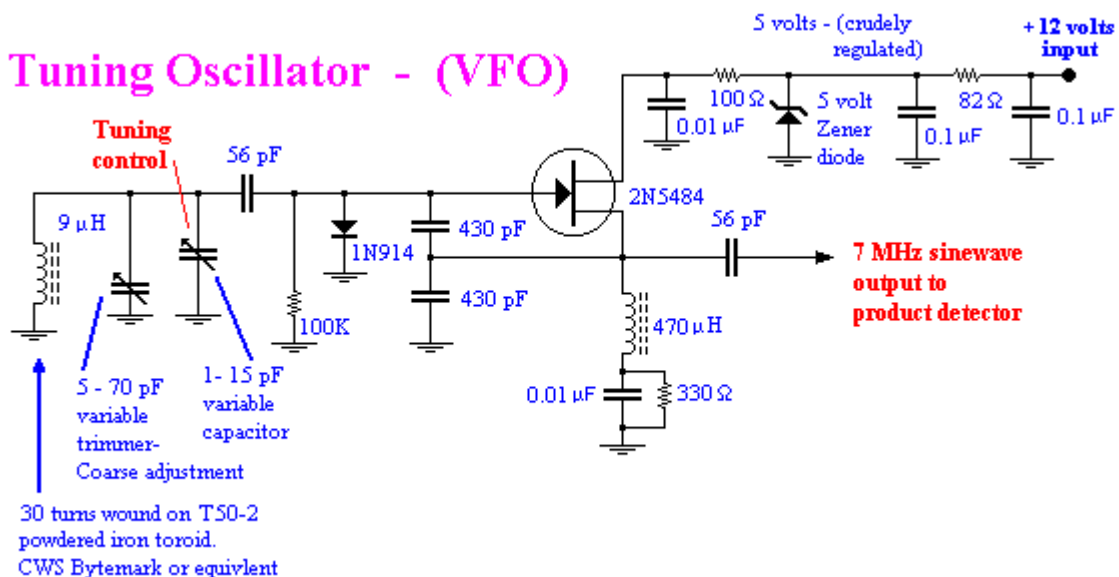 Tuning Oscillator - (VFO)
5 volts - (crudely
regulated)
+12 volts
input
Tuning
control
56 pF
9 µH
0.01 µF
100 Ω
5 volt
Zener
diode
0.1 µF
82 Ω
0.1 µF
2N5484
430 pF
1N914
430 pF
100K
56 pF
7 MHz sinewave
output to
product detector
470 µH
0.01 µF
330 Ω
5 - 70 pF
variable
trimmer-
Coarse adjustment
1- 15 pF
variable
capacitor
30 turns wound on T50-2
powdered iron toroid.
CWS Bytemark or equivlent